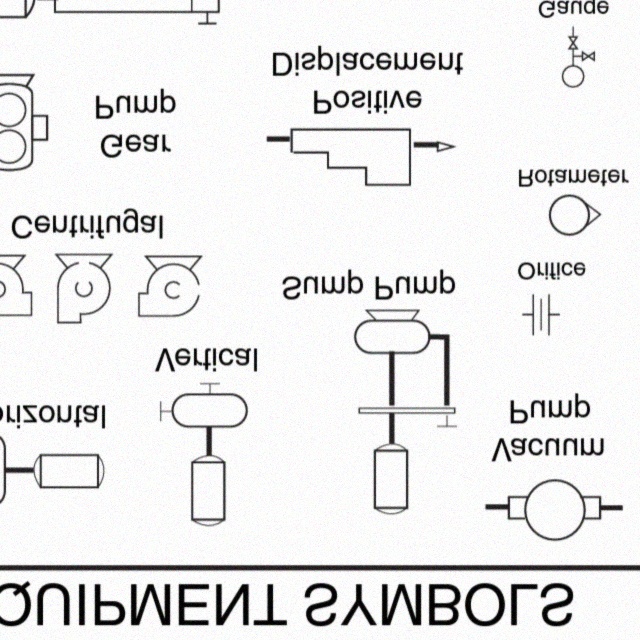 QUIPMENT SYMBOLS
Vacuum
Pump
Sump Pump
Vertical
rizontal
Orifice
Centrifugal
Rotameter
Positive
Displacement
Gear
Pump
Gauge